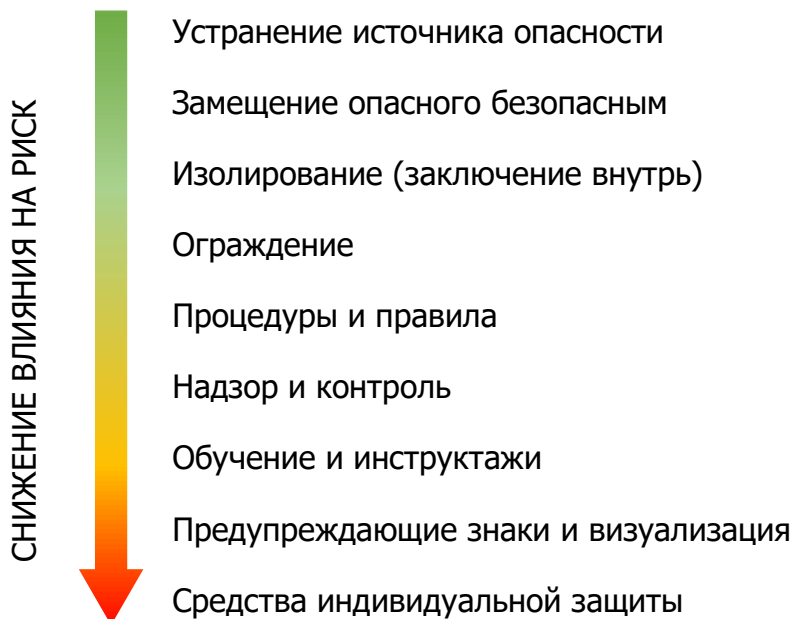 СНИЖЕНИЕ ВЛИЯНИЯ НА РИСК
Устранение источника опасности
Замещение опасного безопасным
Изолирование (заключение внутрь)
Ограждение
Процедуры и правила
Надзор и контроль
Обучение и инструктажи
Предупреждающие знаки и визуализация
Средства индивидуальной защиты